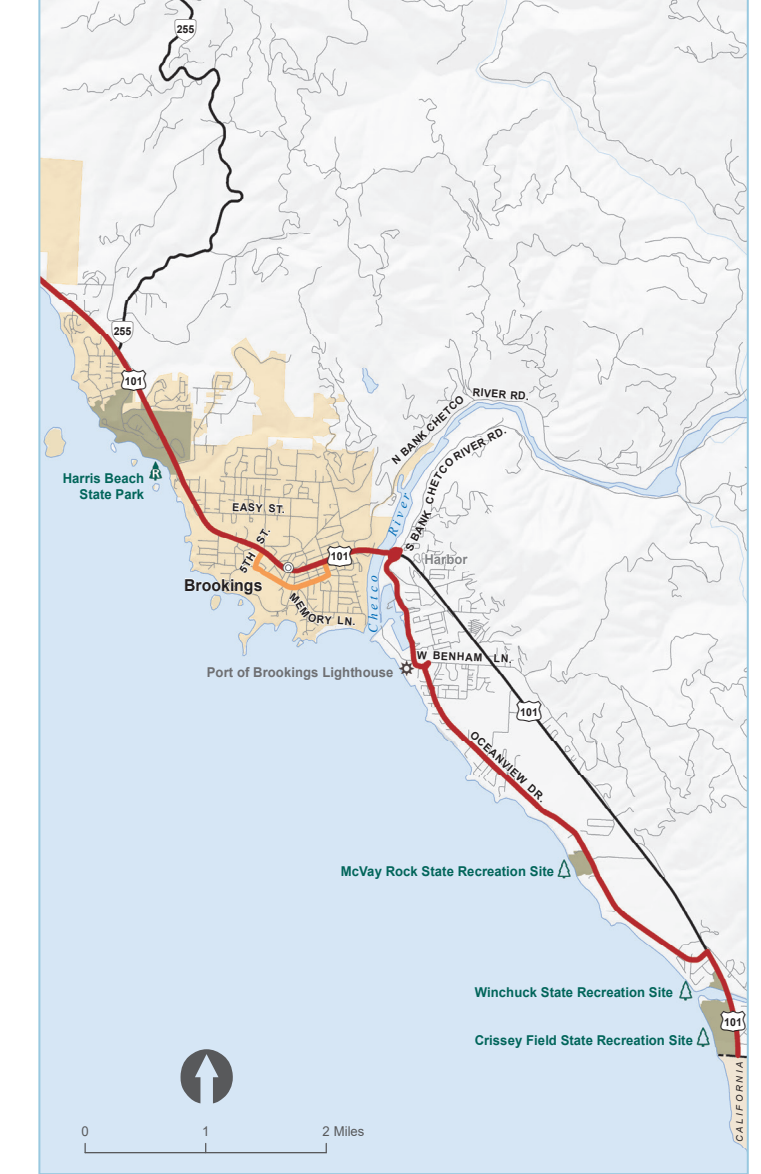 255
255
101
RIVER RD.
N BANK CHETCO
S BANK CHETCO RIVER RD.
Harris Beach
State Park
EASY ST.
Chetco River
5TH ST.
101
Harbor
Brookings
MEMORY LN.
W BENHAM LN.
Port of Brookings Lighthouse
101
OCEANVIEW DR.
McVay Rock State Recreation Site
Winchuck State Recreation Site
101
Crissey Field State Recreation Site
CALIFORNIA
0 1 2 Miles